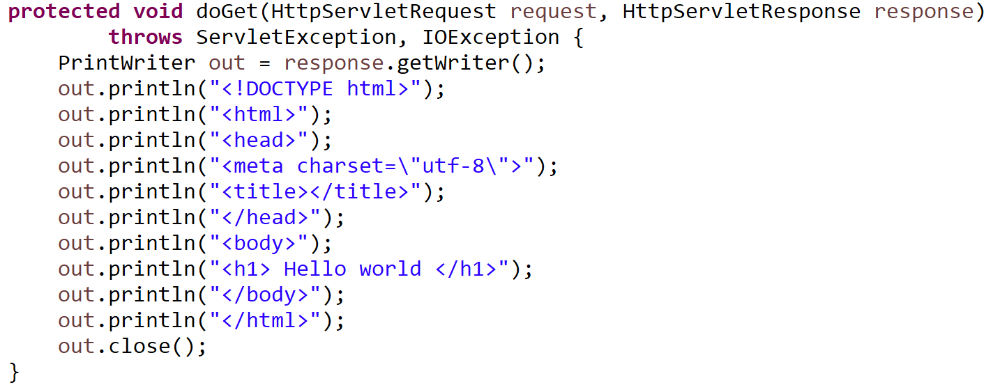 protected void doGet(HttpServletRequest request, HttpServletResponse response)
        throws ServletException, IOException {
    PrintWriter out = response.getWriter();
    out.println("<!DOCTYPE html>");
    out.println("<html>");
    out.println("<head>");
    out.println("<meta charset=\"utf-8\">");
    out.println("<title></title>");
    out.println("</head>");
    out.println("<body>");
    out.println("<h1> Hello world </h1>");
    out.println("</body>");
    out.println("</html>");
    out.close();
}